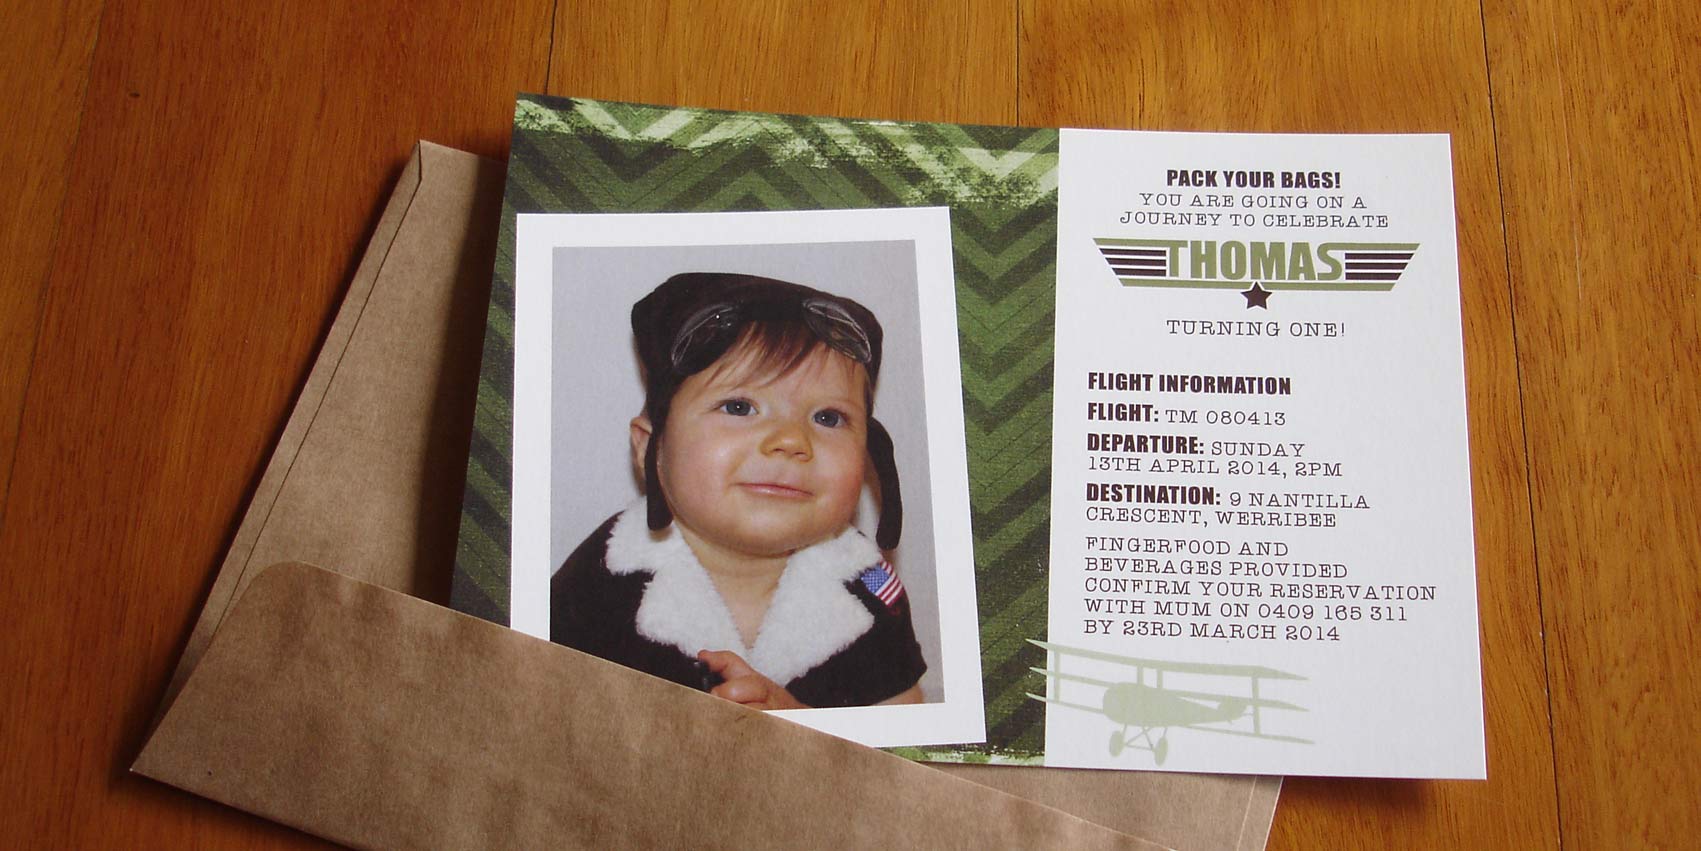 PACK YOUR BAGS!
YOU ARE GOING ON A
JOURNEY TO CELEBRATE
THOMAS
TURNING ONE!
FLIGHT INFORMATION
FLIGHT: TM 080413
DEPARTURE: SUNDAY
13TH APRIL 2014, 2PM
DESTINATION: 9 NANTILLA
CRESCENT, WERRIBEE
FINGERFOOD AND
BEVERAGES PROVIDED
CONFIRM YOUR RESERVATION
WITH MUM ON 0409 165 311
BY 23RD MARCH 2014